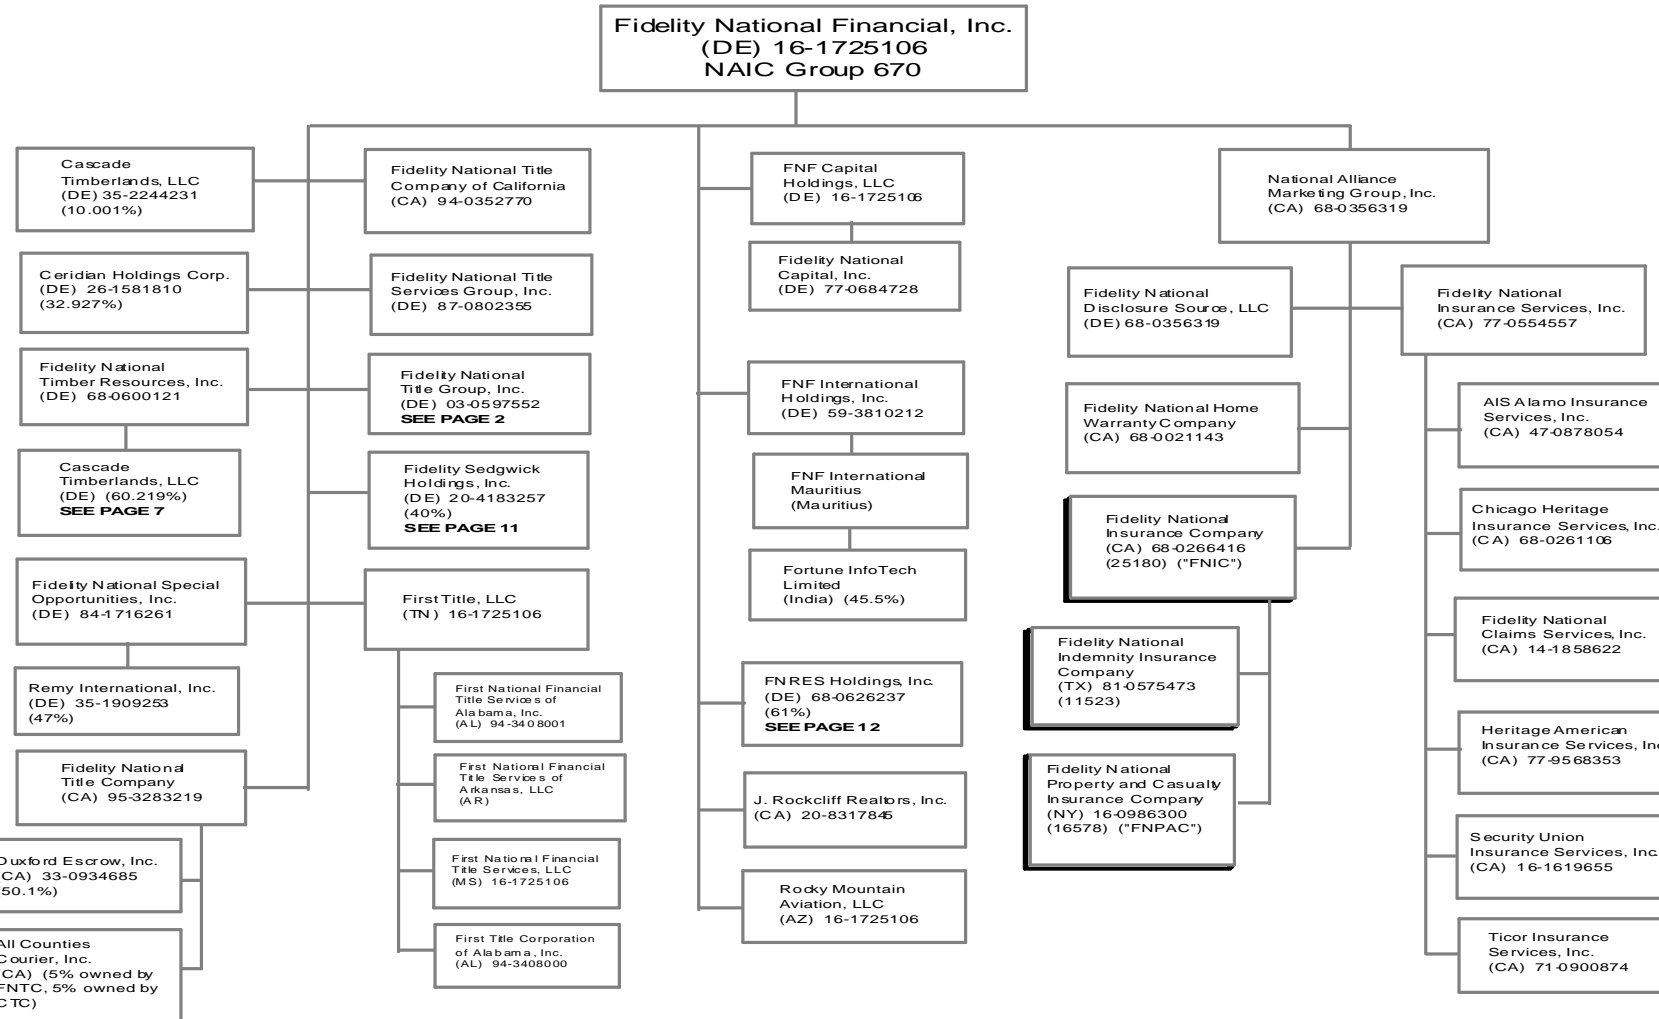 Fidelity National Financial, Inc.
(DE) 16-1725106
NAIC Group 670
Cascade
Timberlands, LLC
(DE) 35-2244231
(10.001%)
Fidelity National Title
Company of California
(CA) 94-0352770
Ceridian Holdings Corp.
(DE) 26-1581810
(32.927%)
Fidelity National Title
Services Group, Inc.
(DE) 87-0802355
Fidelity National
Timber Resources, Inc.
(DE) 68-0600121
Fidelity National
Title Group, Inc.
(DE) 03-0597552
SEE PAGE 2
Cascade
Timberlands, LLC
(DE) (60.219%)
SEE PAGE 7
Fidelity Sedgwick
Holdings, Inc.
(DE) 20-4183257
(40%)
SEE PAGE 11
Fidelity National Special
Opportunities, Inc.
(DE) 84-1716261
First Title, LLC
(TN) 16-1725106
Remy International, Inc.
(DE) 35-1909253
(47%)
First National Financial
Title Services of
Alabama, Inc.
(AL) 94-3408001
Fidelity National
Title Company
(CA) 95-3283219
First National Financial
Title Services of
Arkansas, LLC
(AR)
Duxford Escrow, Inc.
(CA) 33-0934685
(50.1%)
First National Financial
Title Services, LLC
(MS) 16-1725106
All Counties
Courier, Inc.
(CA) (5% owned by
FNTC, 5% owned by
CTC)
First Title Corporation
of Alabama, Inc.
(AL) 94-3408000
FNF Capital
Holdings, LLC
(DE) 16-1725106
Fidelity National
Capital, Inc.
(DE) 77-0684728
FNF International
Holdings, Inc.
(DE) 59-3810212
FNF International
Mauritius
(Mauritius)
Fortune InfoTech
Limited
(India) (45.5%)
FNRES Holdings, Inc.
(DE) 68-0626237
(61%)
SEE PAGE 12
J. Rockcliff Realtors, Inc.
(CA) 20-8317845
Rocky Mountain
Aviation, LLC
(AZ) 16-1725106
National Alliance
Marketing Group, Inc.
(CA) 68-0356319
Fidelity National
Disclosure Source, LLC
(DE) 68-0356319
Fidelity National
Insurance Services, Inc.
(CA) 77-0554557
Fidelity National Home
Warranty Company
(CA) 68-0021143
Fidelity National
Insurance Company
(CA) 68-0266416
(25180) ("FNIC")
Fidelity National
Indemnity Insurance
Company
(TX) 81-0575473
(11523)
Fidelity National
Property and Casualty
Insurance Company
(NY) 16-0986300
(16578) ("FNPAC")
AIS Alamo Insurance
Services, Inc.
(CA) 47-0878054
Chicago Heritage
Insurance Services, Inc.
(CA) 68-0261106
Fidelity National
Claims Services, Inc.
(CA) 14-1858622
Heritage American
Insurance Services, Inc
(CA) 77-9568353
Security Union
Insurance Services, Inc.
(CA) 16-1619655
Ticor Insurance
Services, Inc.
(CA) 71-0900874